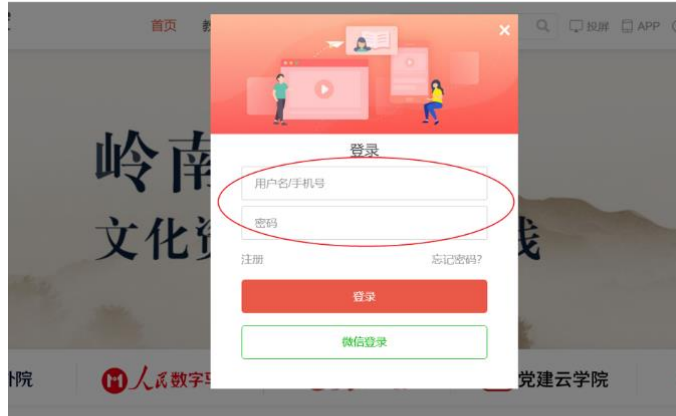 首页
投屏 APP
岭南
文化
登录
用户名/手机号
密码
注册 忘记密码?
登录
微信登录
人民数字
党建云学院